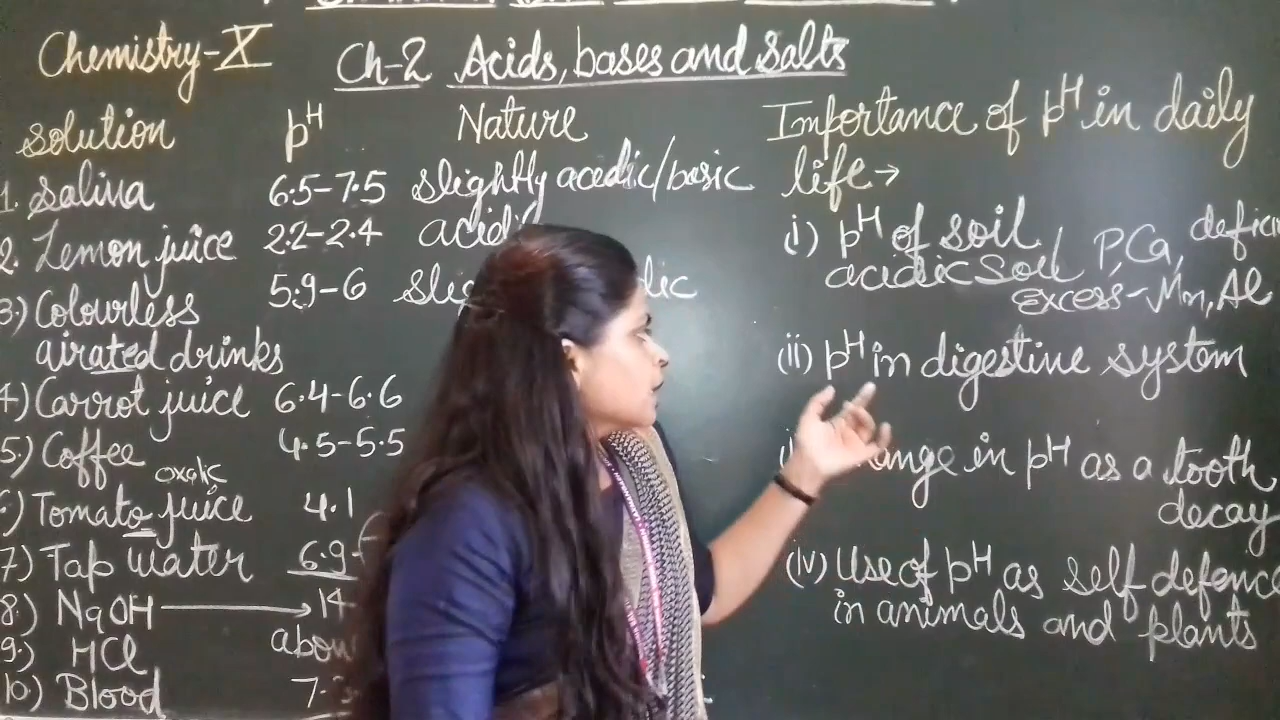 Chemistry-X
Ch-2 Acids, bases and salts
Solution pH Nature
1. Saliva 6.5-7.5 slightly acedic/basic
2. Lemon juice 2.2-2.4 acidic
3.) Colourless 5.9-6
airated drinks
4.) Carrot juice 6.4-6.6
5.) Coffee 4.5-5.5
oxalic
6.) Tomato juice 4.1
7.) Tap water 6.9
8.) NaOH → 14
9.) HCl
10.) Blood
Importance of pH in daily
life→
i) pH of soil
acidic soil P, Ca,
excess-Mn, Al
(ii) pH in digestive system
in pH as a tooth
decay
(iv) Use of pH as self defence
in animals and plants